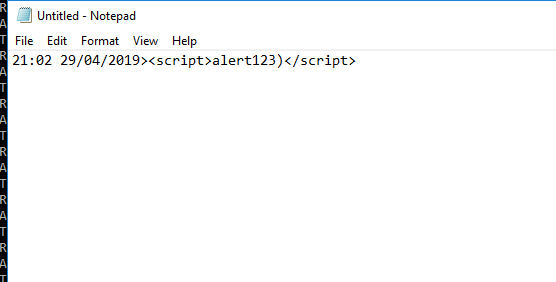 Untitled - Notepad
File Edit Format View Help
21:02 29/04/2019><script>alert123)</script>
R
A
T
R
A
T
R
A
T
R
A
T
R
A
T
R
A
T